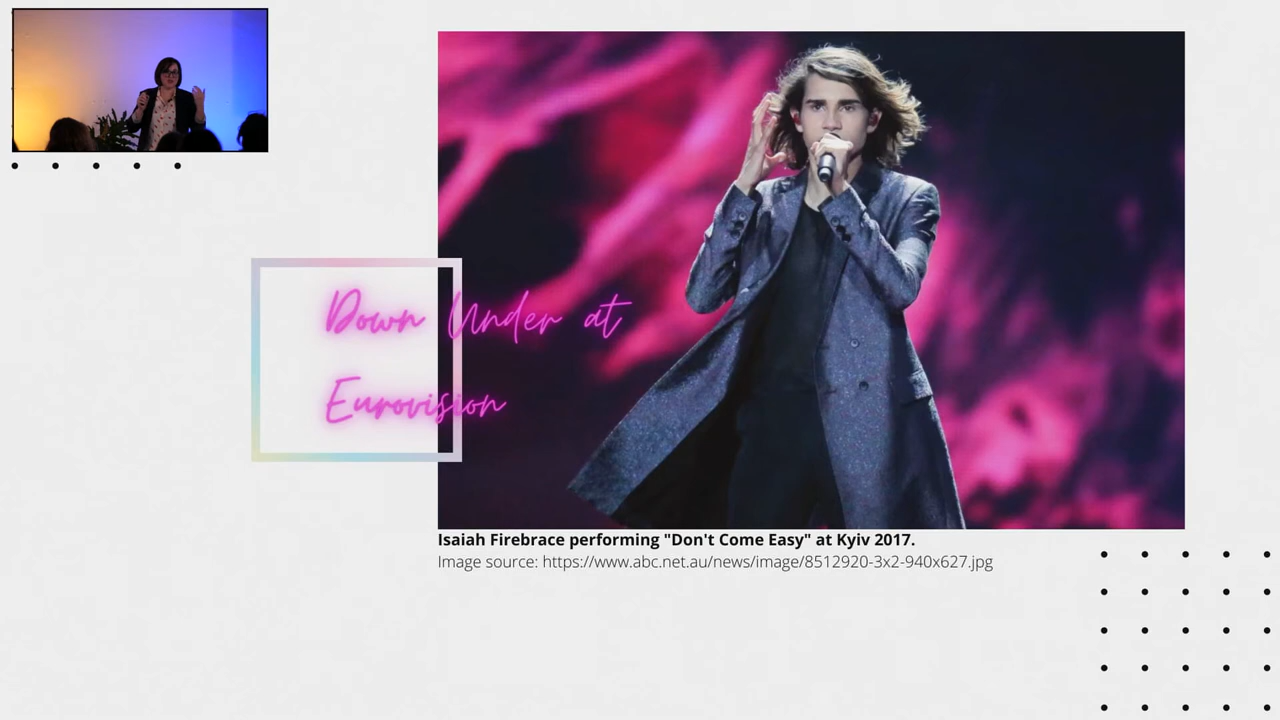 Down Under at
Eurovision
Isaiah Firebrace performing "Don't Come Easy" at Kyiv 2017.
Image source: https://www.abc.net.au/news/image/8512920-3x2-940x627.jpg